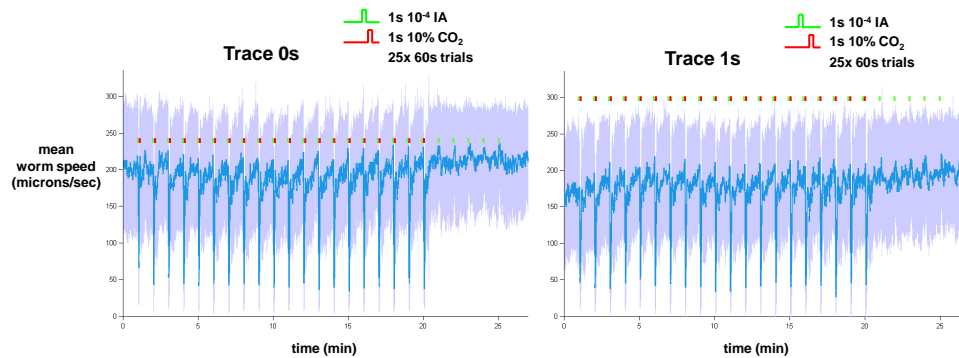 1s 10-4 IA
1s 10% CO2
25x 60s trials
Trace 0s
mean
worm speed
(microns/sec)
300
250
200
150
100
50
0
0 5 10 15 20 25
time (min)
1s 10-4 IA
1s 10% CO2
25x 60s trials
Trace 1s
300
250
200
150
100
50
0
0 5 10 15 20 25
time (min)